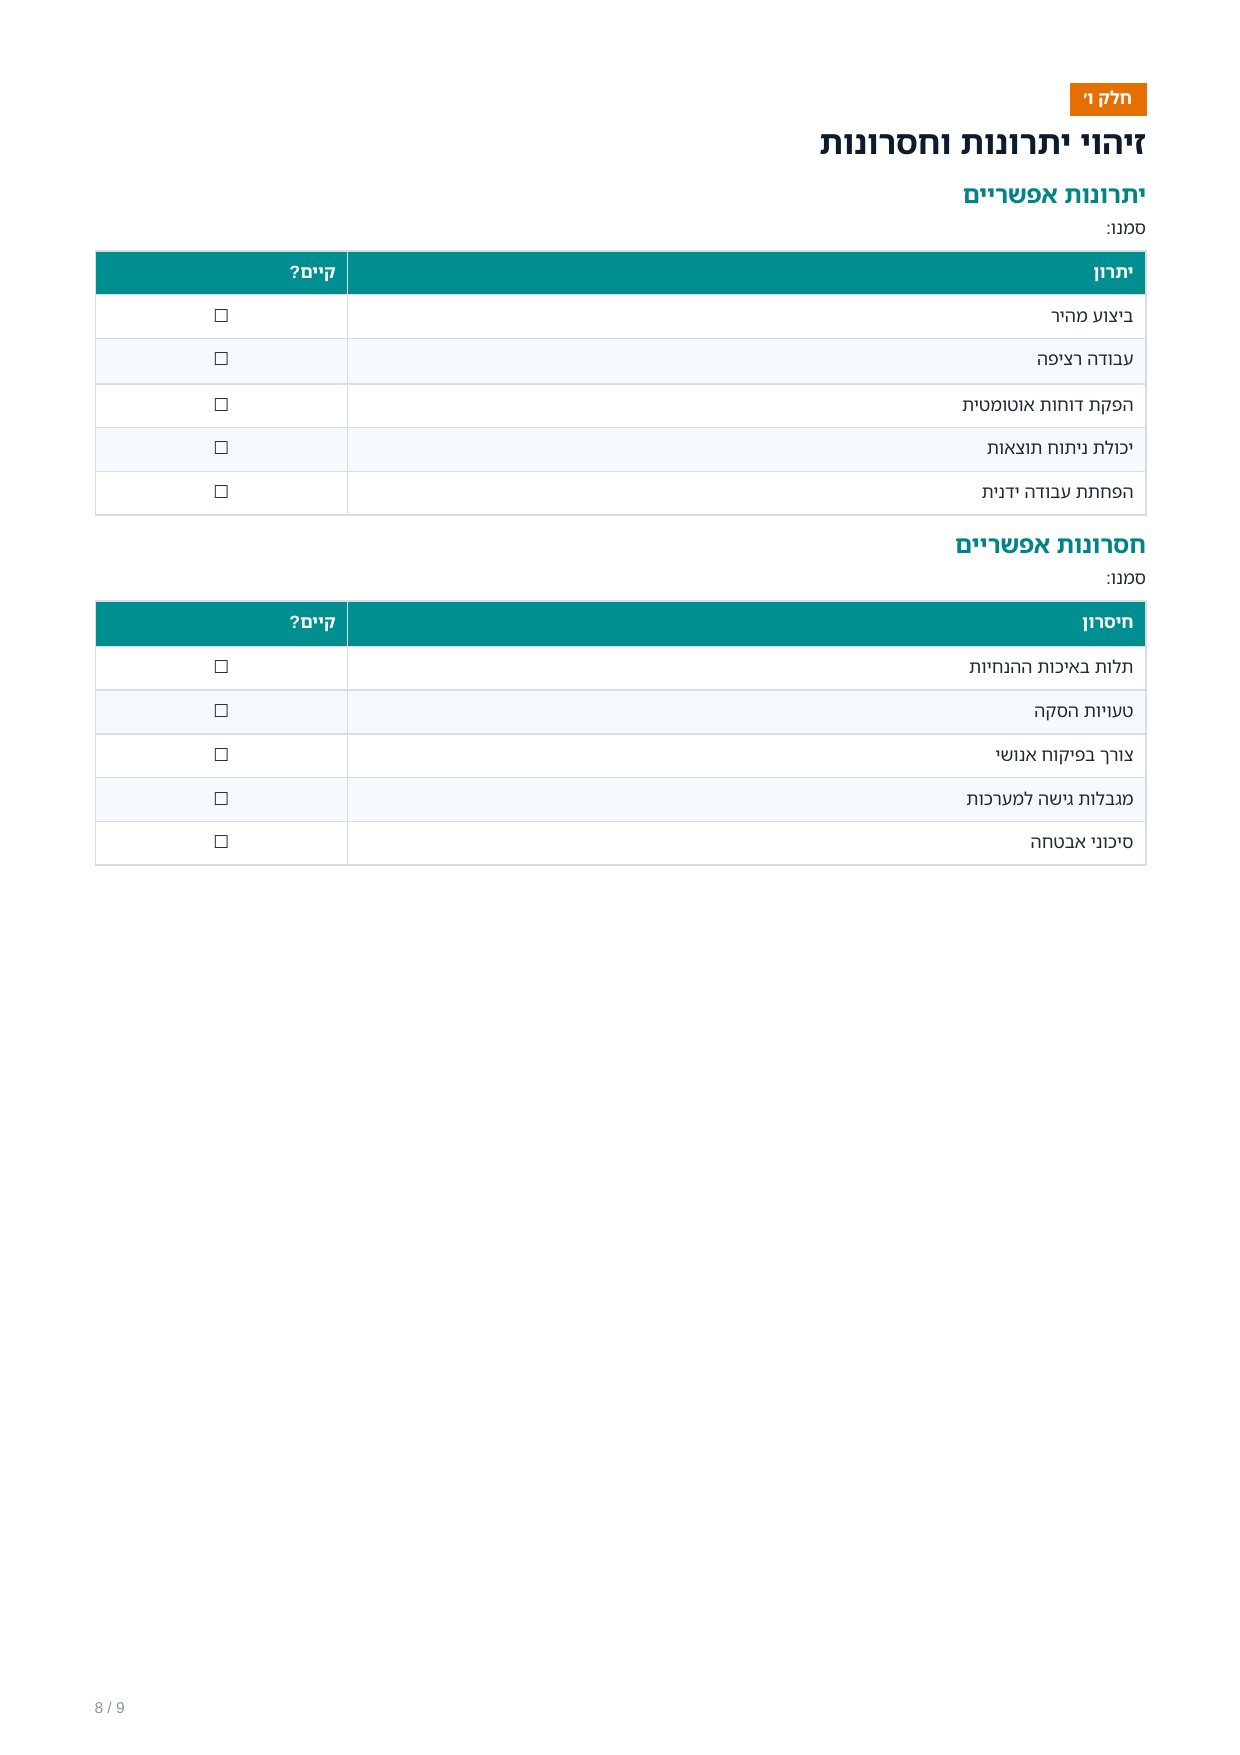 חלק ו׳
זיהוי יתרונות וחסרונות
יתרונות אפשריים
סמנו:
יתרון קיים?
ביצוע מהיר ☐
עבודה רציפה ☐
הפקת דוחות אוטומטית ☐
יכולת ניתוח תוצאות ☐
הפחתת עבודה ידנית ☐
חסרונות אפשריים
סמנו:
חיסרון קיים?
תלות באיכות ההנחיות ☐
טעויות הסקה ☐
צורך בפיקוח אנושי ☐
מגבלות גישה למערכות ☐
סיכוני אבטחה ☐
8 / 9